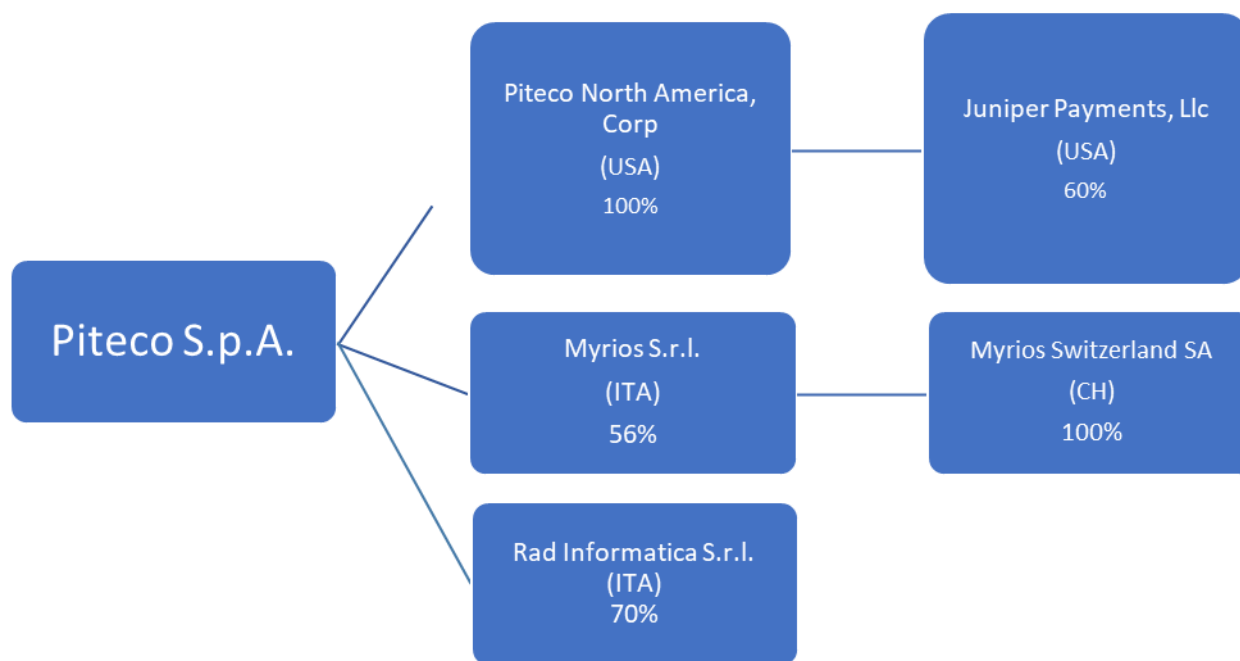 Piteco S.p.A.
Piteco North America,
Corp
(USA)
100%
Juniper Payments, Llc
(USA)
60%
Myrios S.r.l.
(ITA)
56%
Myrios Switzerland SA
(CH)
100%
Rad Informatica S.r.l.
(ITA)
70%